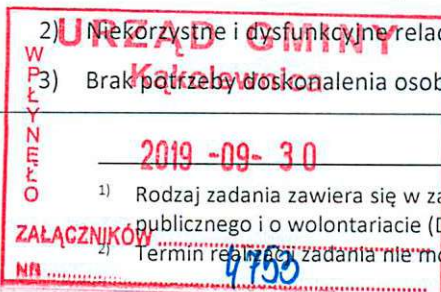 2) Niekorzystne i dysfunkcyjne relac
URZĄD GMINY
3) Brak potrzeby doskonalenia osob
Kąkolewnica
WPŁYNĘŁO
2019 -09- 30
1) Rodzaj zadania zawiera się w za
publicznego i o wolontariacie (D
ZAŁĄCZNIKÓW
2) Termin realizacji zadania nie mo
NR 4753